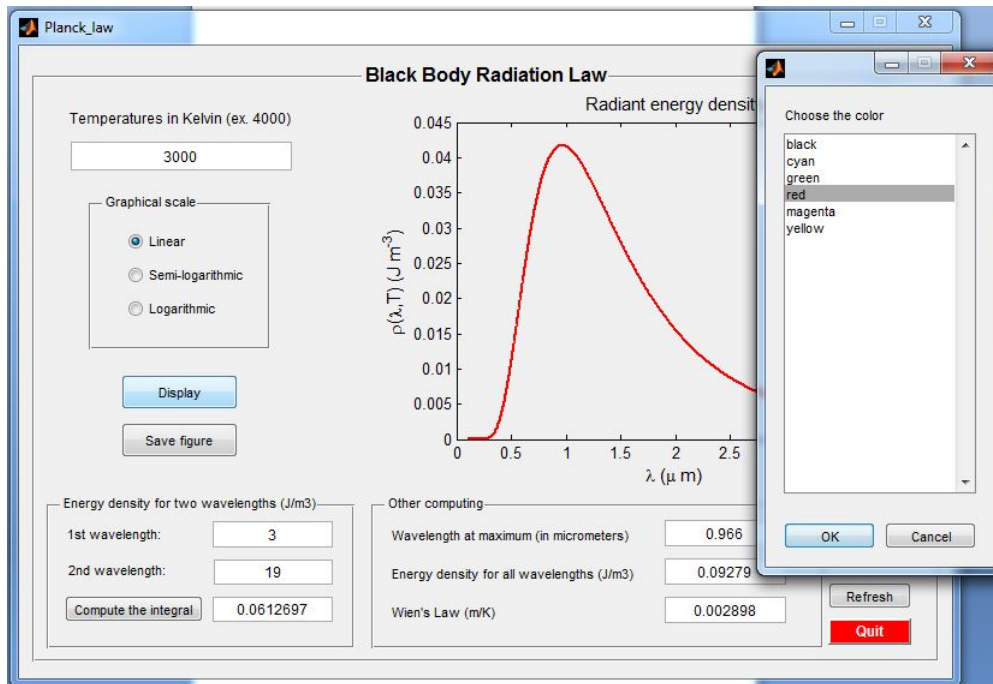 Planck_law
Black Body Radiation Law
Temperatures in Kelvin (ex. 4000)
3000
Graphical scale
Linear
Semi-logarithmic
Logarithmic
Display
Save figure
Radiant energy densit
0.045
0.04
0.035
0.03
0.025
0.02
0.015
0.01
0.005
0
ρ(λ,T) (J m⁻³)
0 0.5 1 1.5 2 2.5
λ (μ m)
Energy density for two wavelengths (J/m3)
1st wavelength: 3
2nd wavelength: 19
Compute the integral 0.0612697
Other computing
Wavelength at maximum (in micrometers) 0.966
Energy density for all wavelengths (J/m3) 0.09279
Wien's Law (m/K) 0.002898
Refresh
Quit
Choose the color
black
cyan
green
red
magenta
yellow
OK Cancel